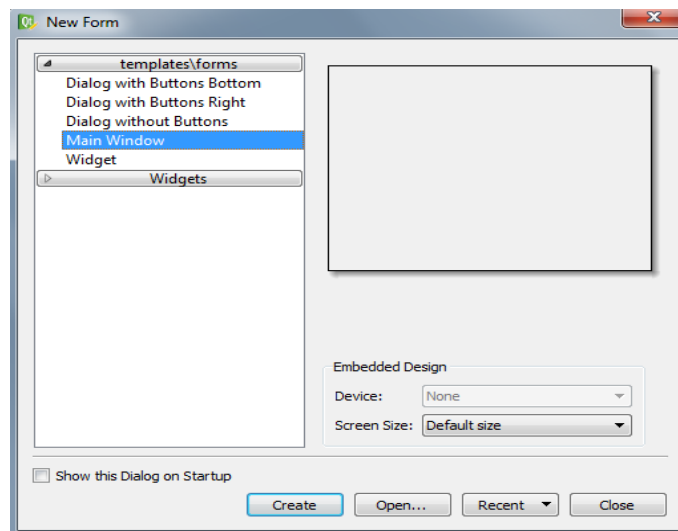 New Form
templates\forms
Dialog with Buttons Bottom
Dialog with Buttons Right
Dialog without Buttons
Main Window
Widget
Widgets
Embedded Design
Device: None
Screen Size: Default size
Show this Dialog on Startup
Create Open... Recent Close